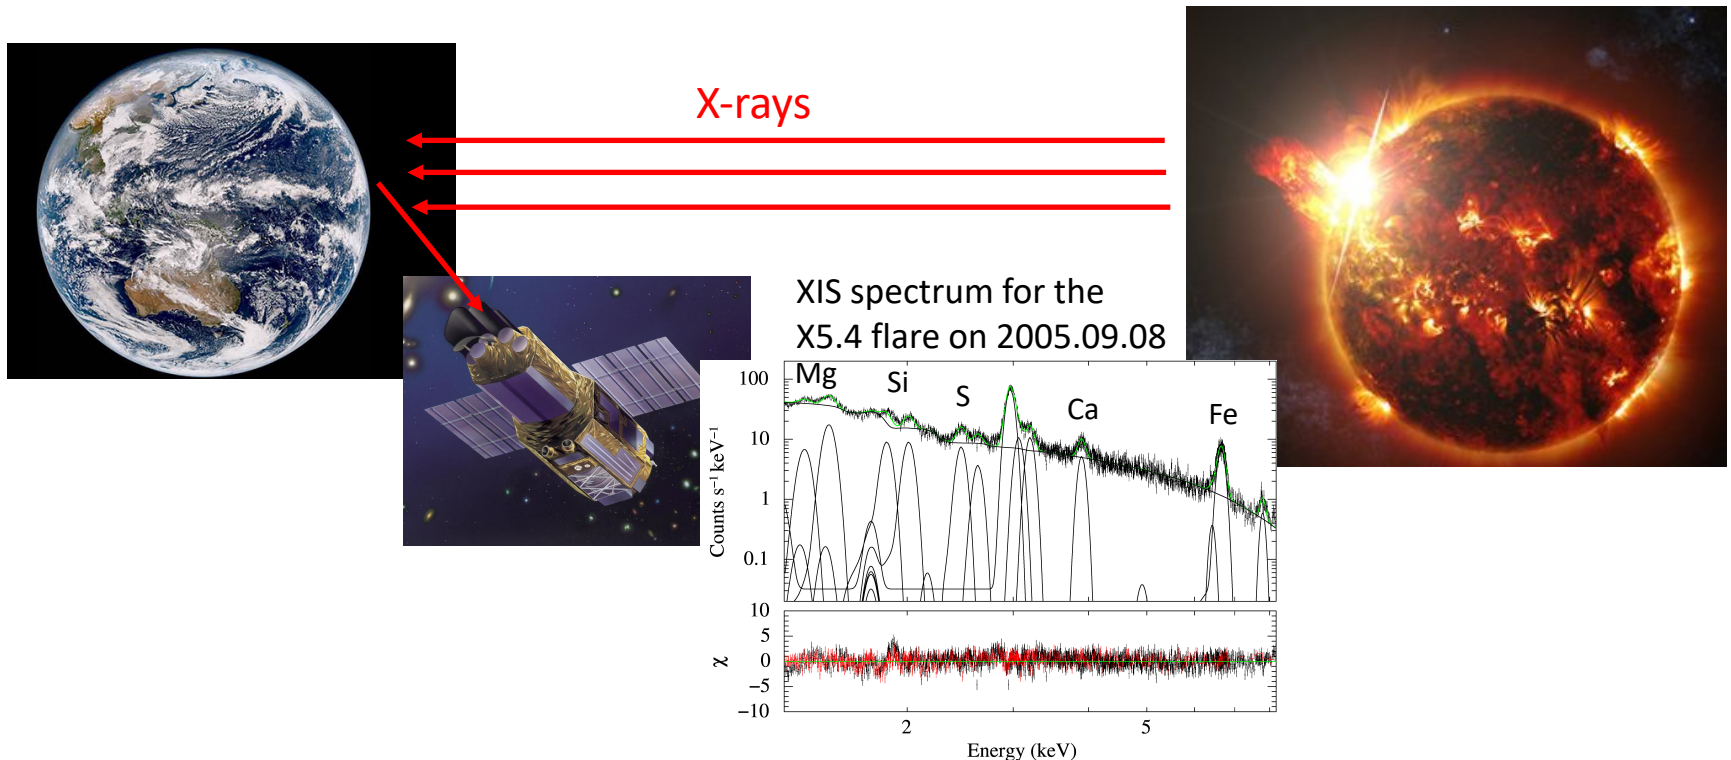 X-rays
XIS spectrum for the
X5.4 flare on 2005.09.08
Mg
Si
S
Ca
Fe
100
10
1
0.1
Counts s⁻¹ keV⁻¹
10
5
0
−5
−10
χ
2
5
Energy (keV)